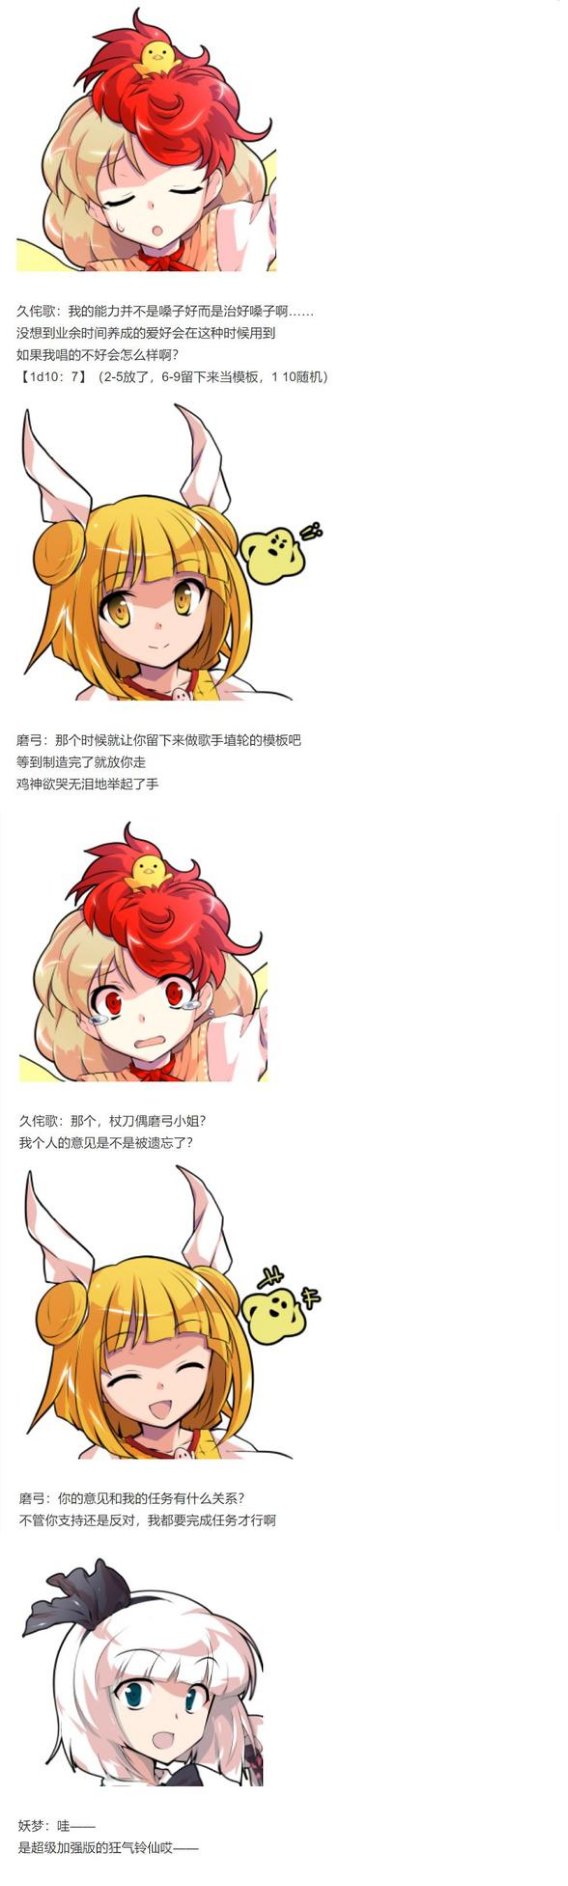 久侘歌：我的能力并不是嗓子好而是治好嗓子啊……
没想到业余时间养成的爱好会在这种时候用到
如果我唱的不好会怎么样啊？
【1d10：7】（2-5放了，6-9留下来当模板，1 10随机）
磨弓：那个时候就让你留下来做歌手埴轮的模板吧
等到制造完了就放你走
鸡神欲哭无泪地举起了手
久侘歌：那个，杖刀偶磨弓小姐？
我个人的意见是不是被遗忘了？
磨弓：你的意见和我的任务有什么关系？
不管你支持还是反对，我都要完成任务才行啊
妖梦：哇——
是超级加强版的狂气铃仙哎——